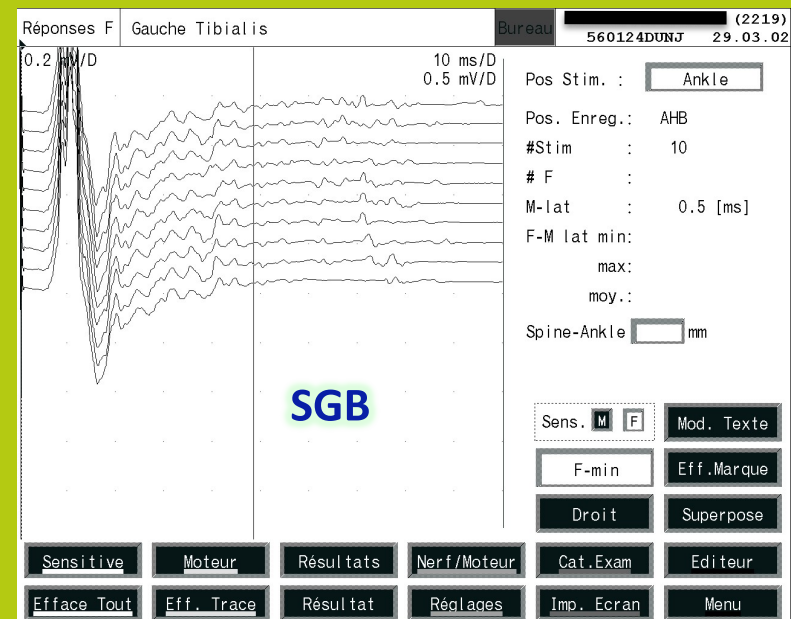 Réponses F Gauche Tibialis Bureau (2219)
560124DUNJ 29.03.02
0.2 mV/D 10 ms/D
0.5 mV/D
Pos Stim. : Ankle
Pos. Enreg.: AHB
#Stim : 10
# F :
M-lat : 0.5 [ms]
F-M lat min:
max:
moy.:
Spine-Ankle mm
SGB
Sens. M F Mod. Texte
F-min Eff.Marque
Droit Superpose
Sensitive Moteur Résultats Nerf/Moteur Cat.Exam Editeur
Efface Tout Eff. Trace Résultat Réglages Imp. Ecran Menu